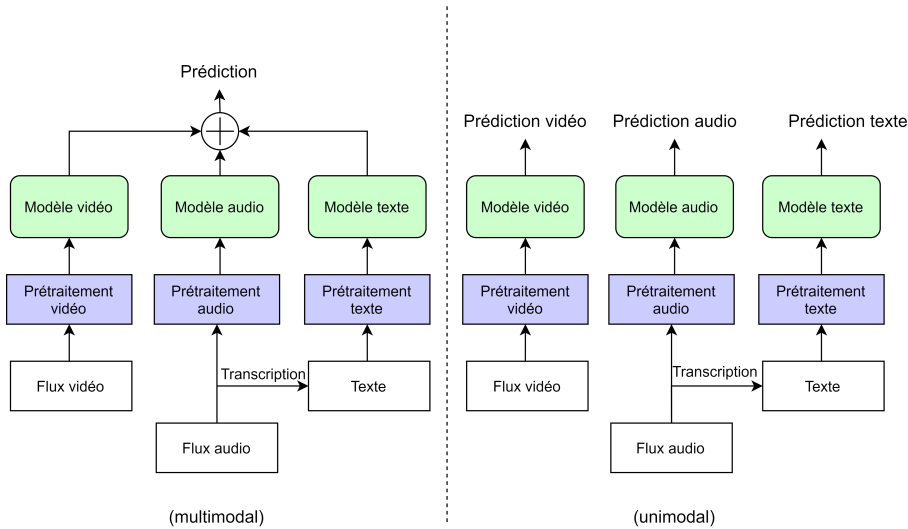 Prédiction
Modèle vidéo
Modèle audio
Modèle texte
Prétraitement
vidéo
Prétraitement
audio
Prétraitement
texte
Flux vidéo
Transcription
Texte
Flux audio
(multimodal)
Prédiction vidéo
Prédiction audio
Prédiction texte
Modèle vidéo
Modèle audio
Modèle texte
Prétraitement
vidéo
Prétraitement
audio
Prétraitement
texte
Flux vidéo
Transcription
Texte
Flux audio
(unimodal)